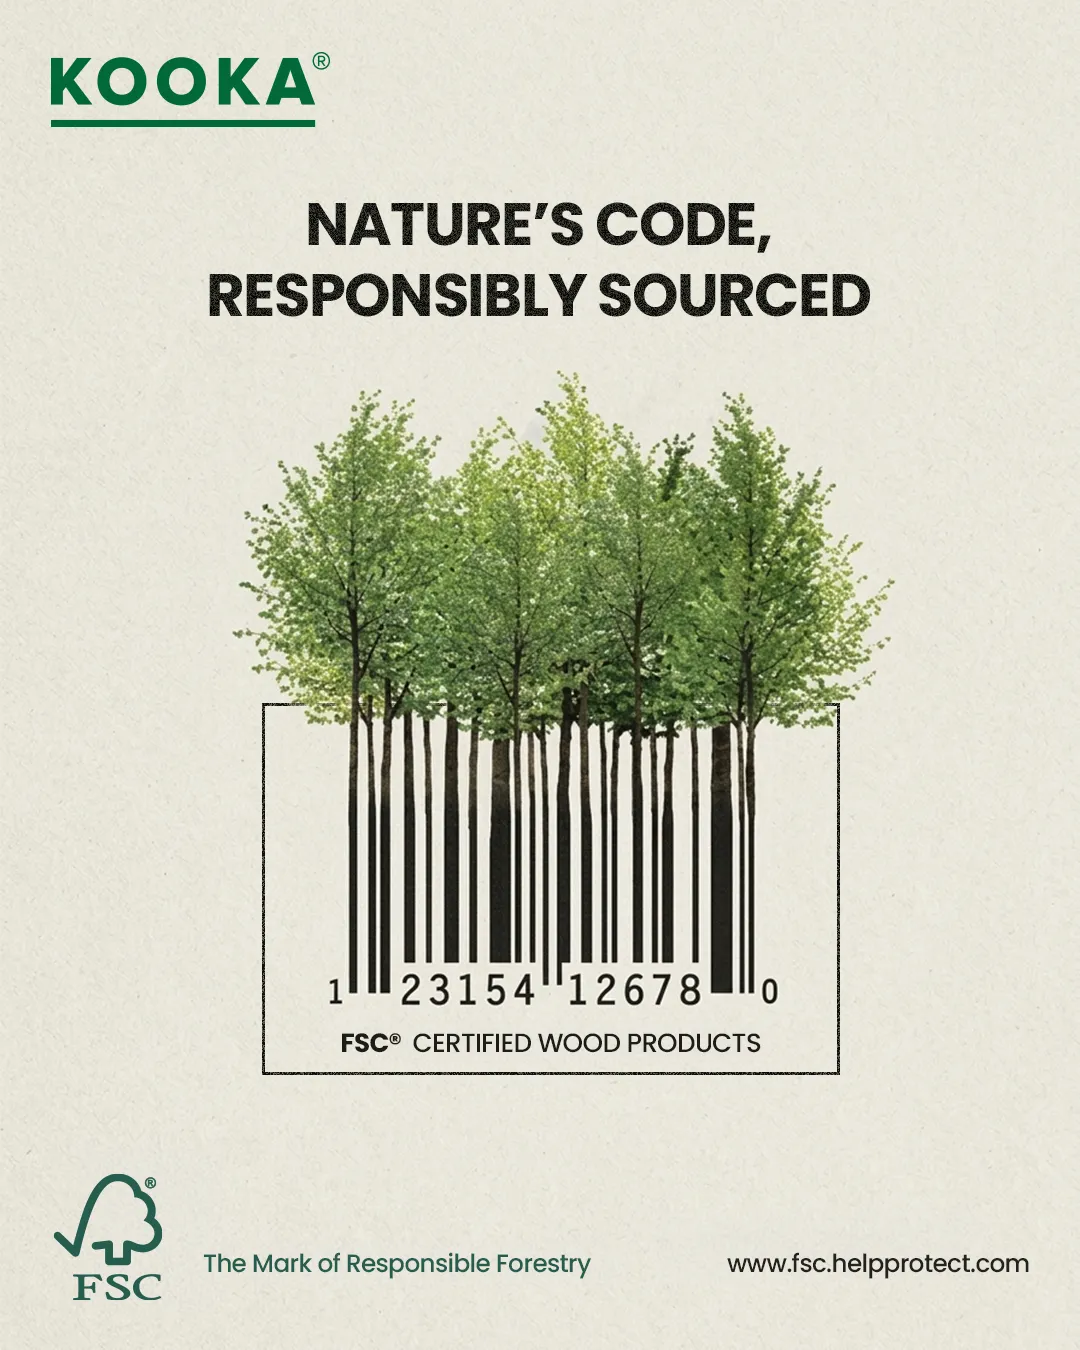 KOOKA®
NATURE’S CODE,
RESPONSIBLY SOURCED
1 23154 12678 0
FSC® CERTIFIED WOOD PRODUCTS
®
FSC
The Mark of Responsible Forestry
www.fsc.helpprotect.com